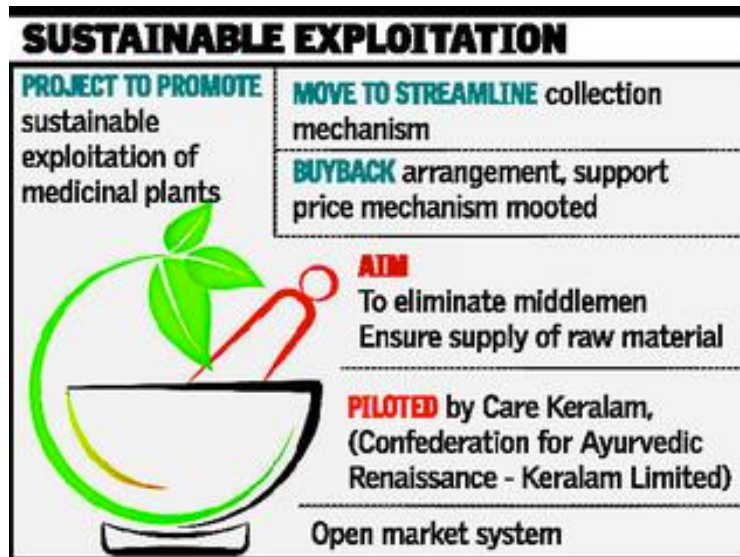 SUSTAINABLE EXPLOITATION
PROJECT TO PROMOTE
sustainable
exploitation of
medicinal plants
MOVE TO STREAMLINE collection
mechanism
BUYBACK arrangement, support
price mechanism mooted
AIM
To eliminate middlemen
Ensure supply of raw material
PILOTED by Care Keralam,
(Confederation for Ayurvedic
Renaissance - Keralam Limited)
Open market system